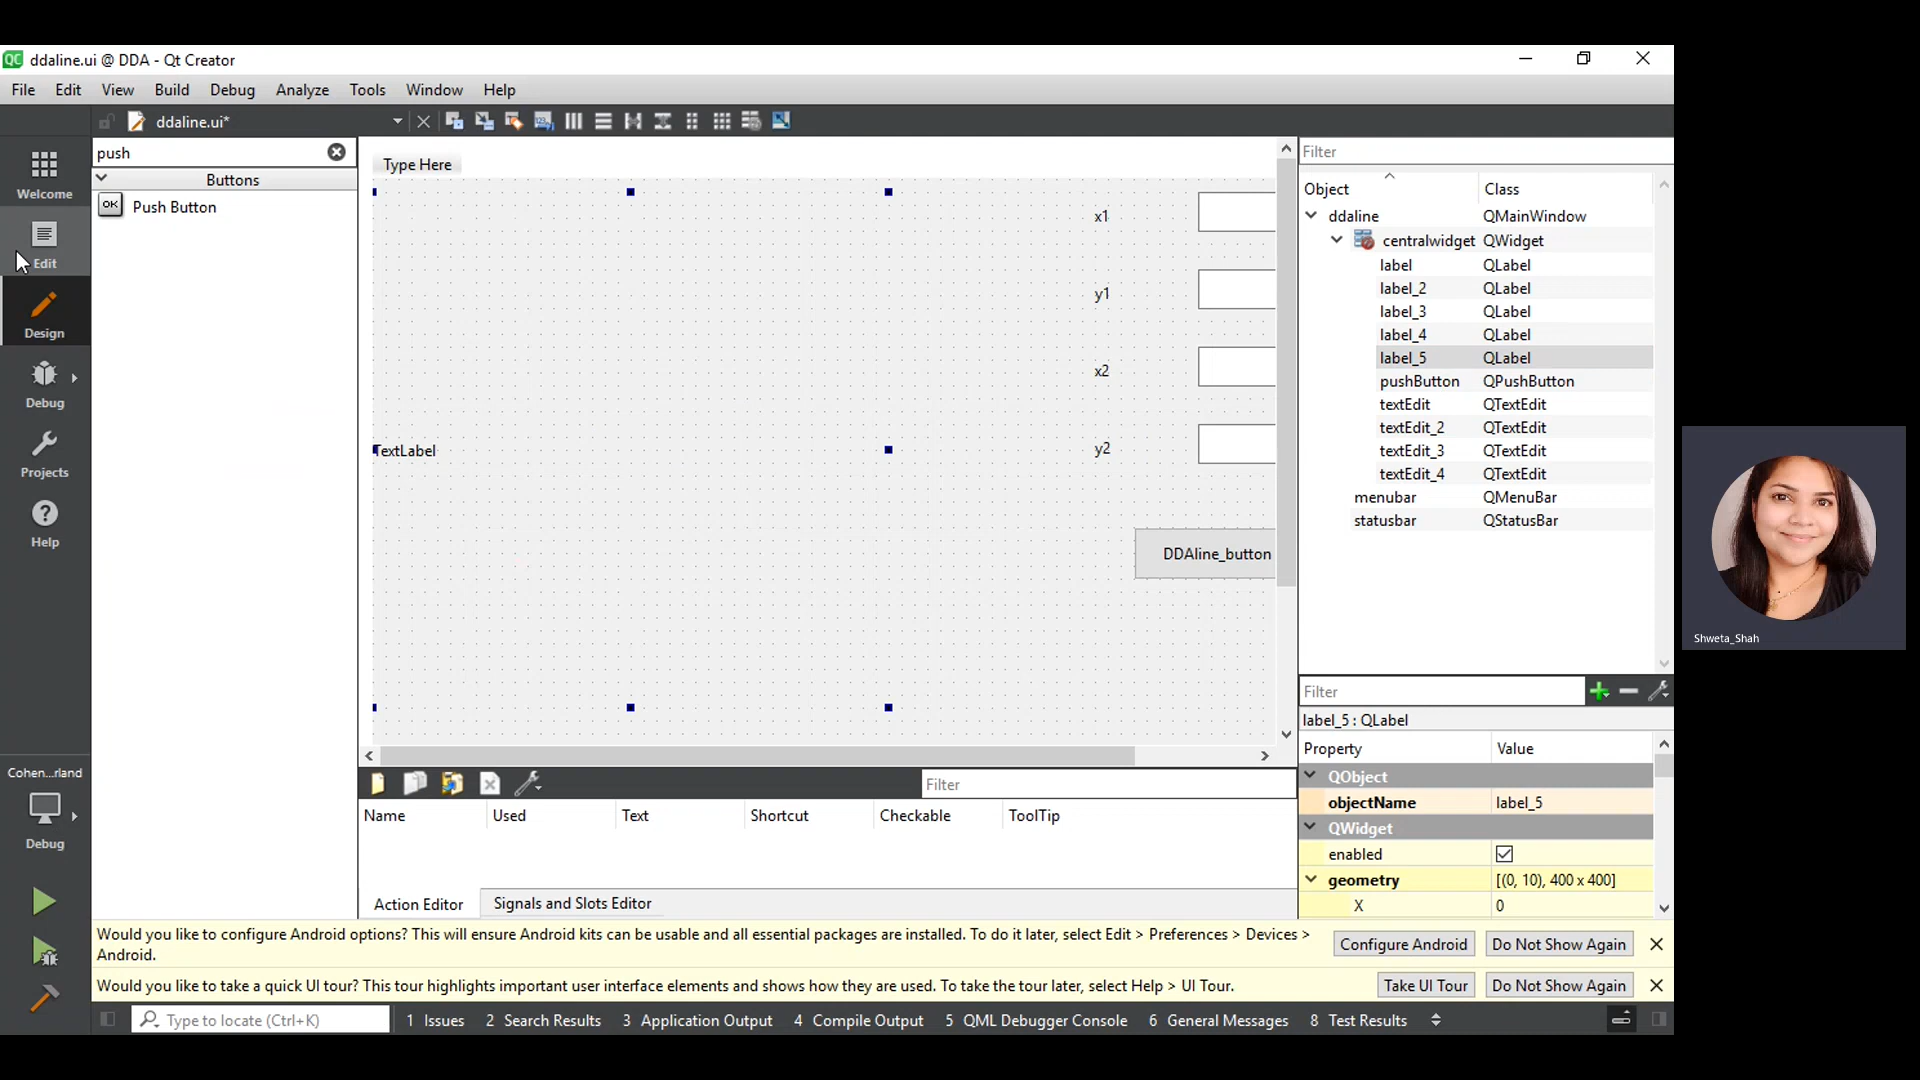 ddaline.ui @ DDA - Qt Creator
File Edit View Build Debug Analyze Tools Window Help
ddaline.ui*
push
Buttons
OK Push Button
Welcome
Edit
Design
Debug
Projects
Help
Cohen...rland
Debug
Type Here
x1
y1
x2
y2
TextLabel
DDAline_button
Filter
Object Class
ddaline QMainWindow
centralwidget QWidget
label QLabel
label_2 QLabel
label_3 QLabel
label_4 QLabel
label_5 QLabel
pushButton QPushButton
textEdit QTextEdit
textEdit_2 QTextEdit
textEdit_3 QTextEdit
textEdit_4 QTextEdit
menubar QMenuBar
statusbar QStatusBar
Filter
label_5 : QLabel
Property Value
QObject
objectName label_5
QWidget
enabled
geometry [(0, 10), 400 x 400]
X 0
Filter
Name Used Text Shortcut Checkable ToolTip
Action Editor Signals and Slots Editor
Would you like to configure Android options? This will ensure Android kits can be usable and all essential packages are installed. To do it later, select Edit > Preferences > Devices >
Android.
Configure Android Do Not Show Again
Would you like to take a quick UI tour? This tour highlights important user interface elements and shows how they are used. To take the tour later, select Help > UI Tour.
Take UI Tour Do Not Show Again
Type to locate (Ctrl+K) 1 Issues 2 Search Results 3 Application Output 4 Compile Output 5 QML Debugger Console 6 General Messages 8 Test Results
Shweta_Shah